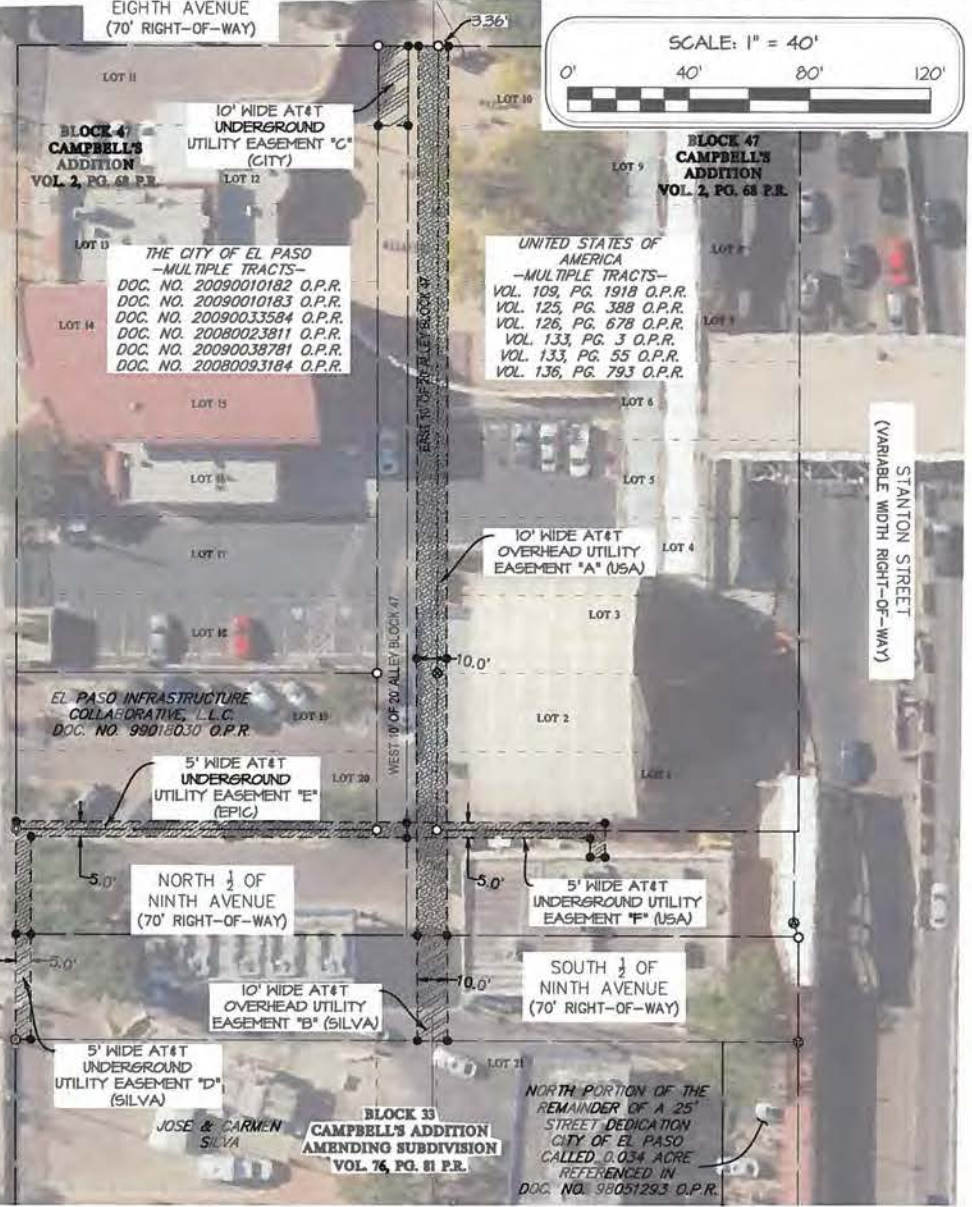 EIGHTH AVENUE
(70' RIGHT-OF-WAY)
3.36'
SCALE: 1" = 40'
0' 40' 80' 120'
LOT 11
LOT 10
10' WIDE AT&T
UNDERGROUND
UTILITY EASEMENT "C"
(CITY)
BLOCK 47
CAMPBELL'S
ADDITION
VOL. 2, PG. 68 P.R.
BLOCK 47
CAMPBELL'S
ADDITION
VOL. 2, PG. 68 P.R.
LOT 9
LOT 12
LOT 13
LOT 8
THE CITY OF EL PASO
-MULTIPLE TRACTS-
DOC. NO. 20090010182 O.P.R.
DOC. NO. 20090010183 O.P.R.
DOC. NO. 20090033584 O.P.R.
DOC. NO. 20080023811 O.P.R.
DOC. NO. 20090038781 O.P.R.
DOC. NO. 20080093184 O.P.R.
UNITED STATES OF
AMERICA
-MULTIPLE TRACTS-
VOL. 109, PG. 1918 O.P.R.
VOL. 125, PG. 388 O.P.R.
VOL. 126, PG. 678 O.P.R.
VOL. 133, PG. 3 O.P.R.
VOL. 133, PG. 55 O.P.R.
VOL. 136, PG. 793 O.P.R.
EAST 10' OF 20' ALLEY BLOCK 47
LOT 14
LOT 15
LOT 6
STANTON STREET
(VARIABLE WIDTH RIGHT-OF-WAY)
LOT 16
LOT 5
LOT 17
10' WIDE AT&T
OVERHEAD UTILITY
EASEMENT "A" (USA)
LOT 4
LOT 3
LOT 18
WEST 10' OF 20' ALLEY BLOCK 47
10.0'
EL PASO INFRASTRUCTURE
COLLABORATIVE, L.L.C.
DOC. NO. 99018030 O.P.R.
LOT 19
LOT 2
5' WIDE AT&T
UNDERGROUND
UTILITY EASEMENT "E"
(EPIC)
LOT 20
LOT 1
5.0'
5.0'
NORTH ½ OF
NINTH AVENUE
(70' RIGHT-OF-WAY)
5' WIDE AT&T
UNDERGROUND UTILITY
EASEMENT "F" (USA)
5.0'
10.0'
10' WIDE AT&T
OVERHEAD UTILITY
EASEMENT "B" (SILVA)
SOUTH ½ OF
NINTH AVENUE
(70' RIGHT-OF-WAY)
5' WIDE AT&T
UNDERGROUND
UTILITY EASEMENT "D"
(SILVA)
LOT 21
JOSE & CARMEN
SILVA
BLOCK 33
CAMPBELL'S ADDITION
AMENDING SUBDIVISION
VOL. 76, PG. 81 P.R.
NORTH PORTION OF THE
REMAINDER OF A 25'
STREET DEDICATION
CITY OF EL PASO
CALLED 0.034 ACRE
REFERENCED IN
DOC. NO. 98051293 O.P.R.